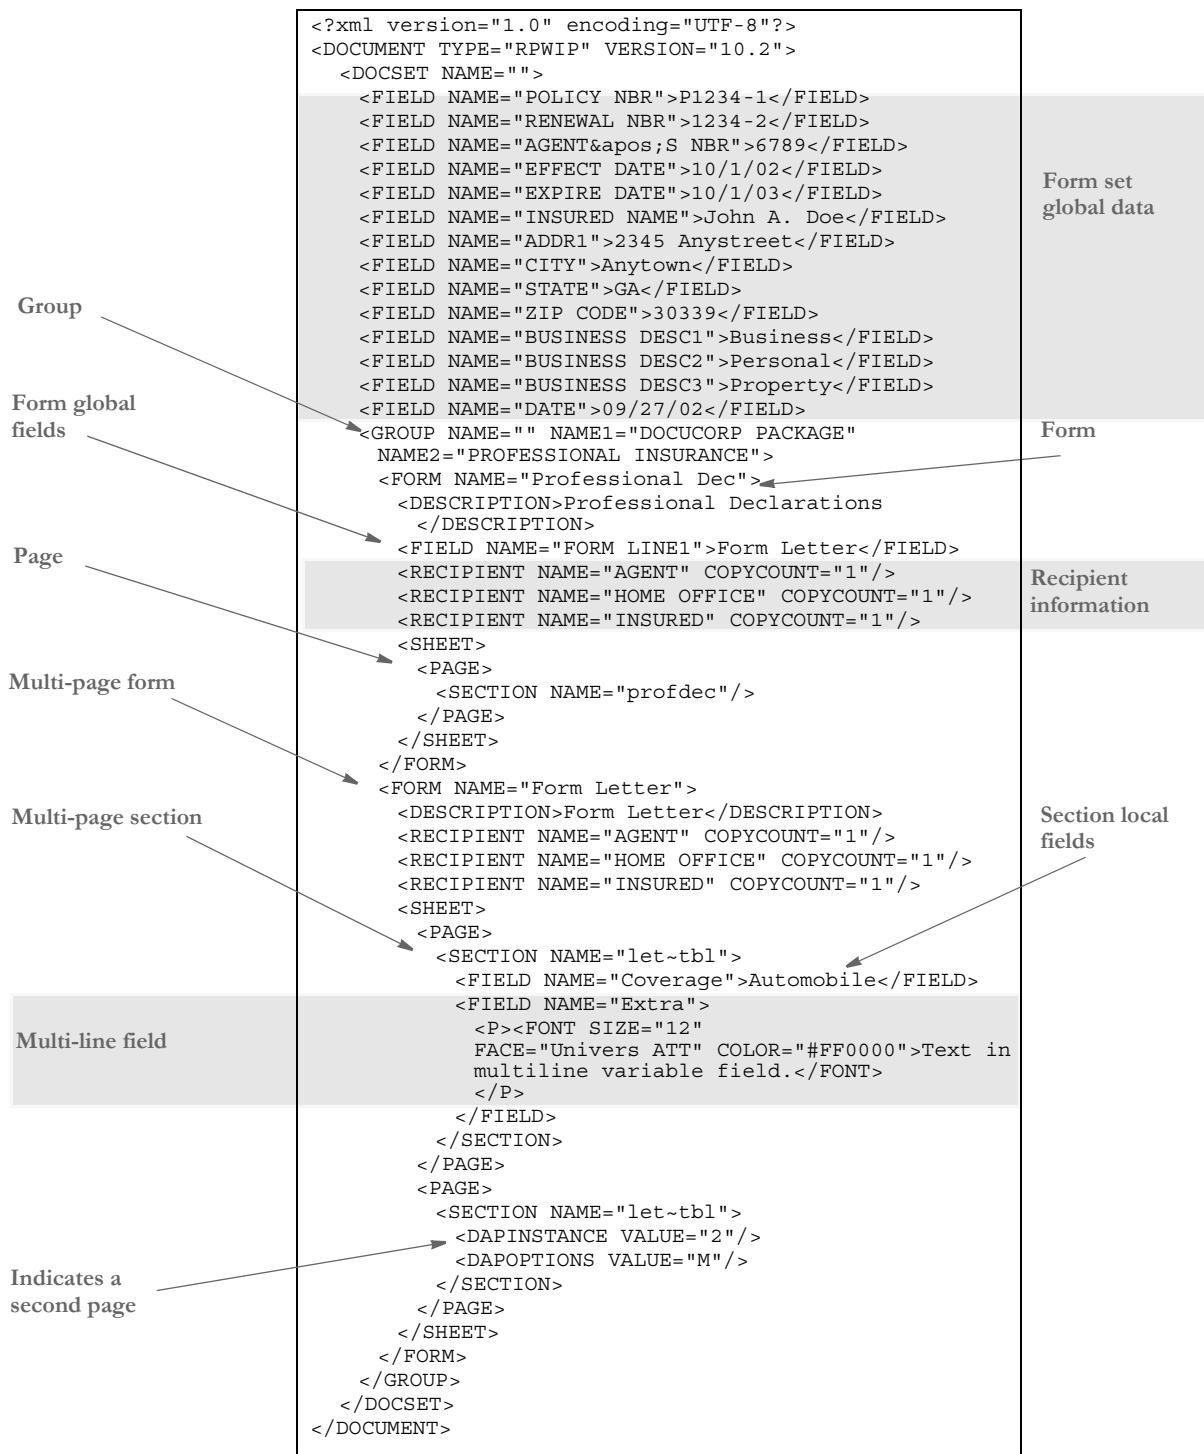 <?xml version="1.0" encoding="UTF-8"?>
<DOCUMENT TYPE="RPWIP" VERSION="10.2">
<DOCSET NAME="">
<FIELD NAME="POLICY NBR">P1234-1</FIELD>
<FIELD NAME="RENEWAL NBR">1234-2</FIELD>
<FIELD NAME="AGENT&apos;S NBR">6789</FIELD>
<FIELD NAME="EFFECT DATE">10/1/02</FIELD>
<FIELD NAME="EXPIRE DATE">10/1/03</FIELD>
<FIELD NAME="INSURED NAME">John A. Doe</FIELD>
<FIELD NAME="ADDR1">2345 Anystreet</FIELD>
<FIELD NAME="CITY">Anytown</FIELD>
<FIELD NAME="STATE">GA</FIELD>
<FIELD NAME="ZIP CODE">30339</FIELD>
<FIELD NAME="BUSINESS DESC1">Business</FIELD>
<FIELD NAME="BUSINESS DESC2">Personal</FIELD>
<FIELD NAME="BUSINESS DESC3">Property</FIELD>
<FIELD NAME="DATE">09/27/02</FIELD>
<GROUP NAME="" NAME1="DOCUCORP PACKAGE"
NAME2="PROFESSIONAL INSURANCE">
<FORM NAME="Professional Dec">
<DESCRIPTION>Professional Declarations
</DESCRIPTION>
<FIELD NAME="FORM LINE1">Form Letter</FIELD>
<RECIPIENT NAME="AGENT" COPYCOUNT="1"/>
<RECIPIENT NAME="HOME OFFICE" COPYCOUNT="1"/>
<RECIPIENT NAME="INSURED" COPYCOUNT="1"/>
<SHEET>
<PAGE>
<SECTION NAME="profdec"/>
</PAGE>
</SHEET>
</FORM>
<FORM NAME="Form Letter">
<DESCRIPTION>Form Letter</DESCRIPTION>
<RECIPIENT NAME="AGENT" COPYCOUNT="1"/>
<RECIPIENT NAME="HOME OFFICE" COPYCOUNT="1"/>
<RECIPIENT NAME="INSURED" COPYCOUNT="1"/>
<SHEET>
<PAGE>
<SECTION NAME="let~tbl">
<FIELD NAME="Coverage">Automobile</FIELD>
<FIELD NAME="Extra">
<P><FONT SIZE="12"
FACE="Univers ATT" COLOR="#FF0000">Text in
multiline variable field.</FONT>
</P>
</FIELD>
</SECTION>
</PAGE>
<PAGE>
<SECTION NAME="let~tbl">
<DAPINSTANCE VALUE="2"/>
<DAPOPTIONS VALUE="M"/>
</SECTION>
</PAGE>
</SHEET>
</FORM>
</GROUP>
</DOCSET>
</DOCUMENT>
Group
Form global
fields
Page
Multi-page form
Multi-page section
Multi-line field
Indicates a
second page
Form set
global data
Form
Recipient
information
Section local
fields